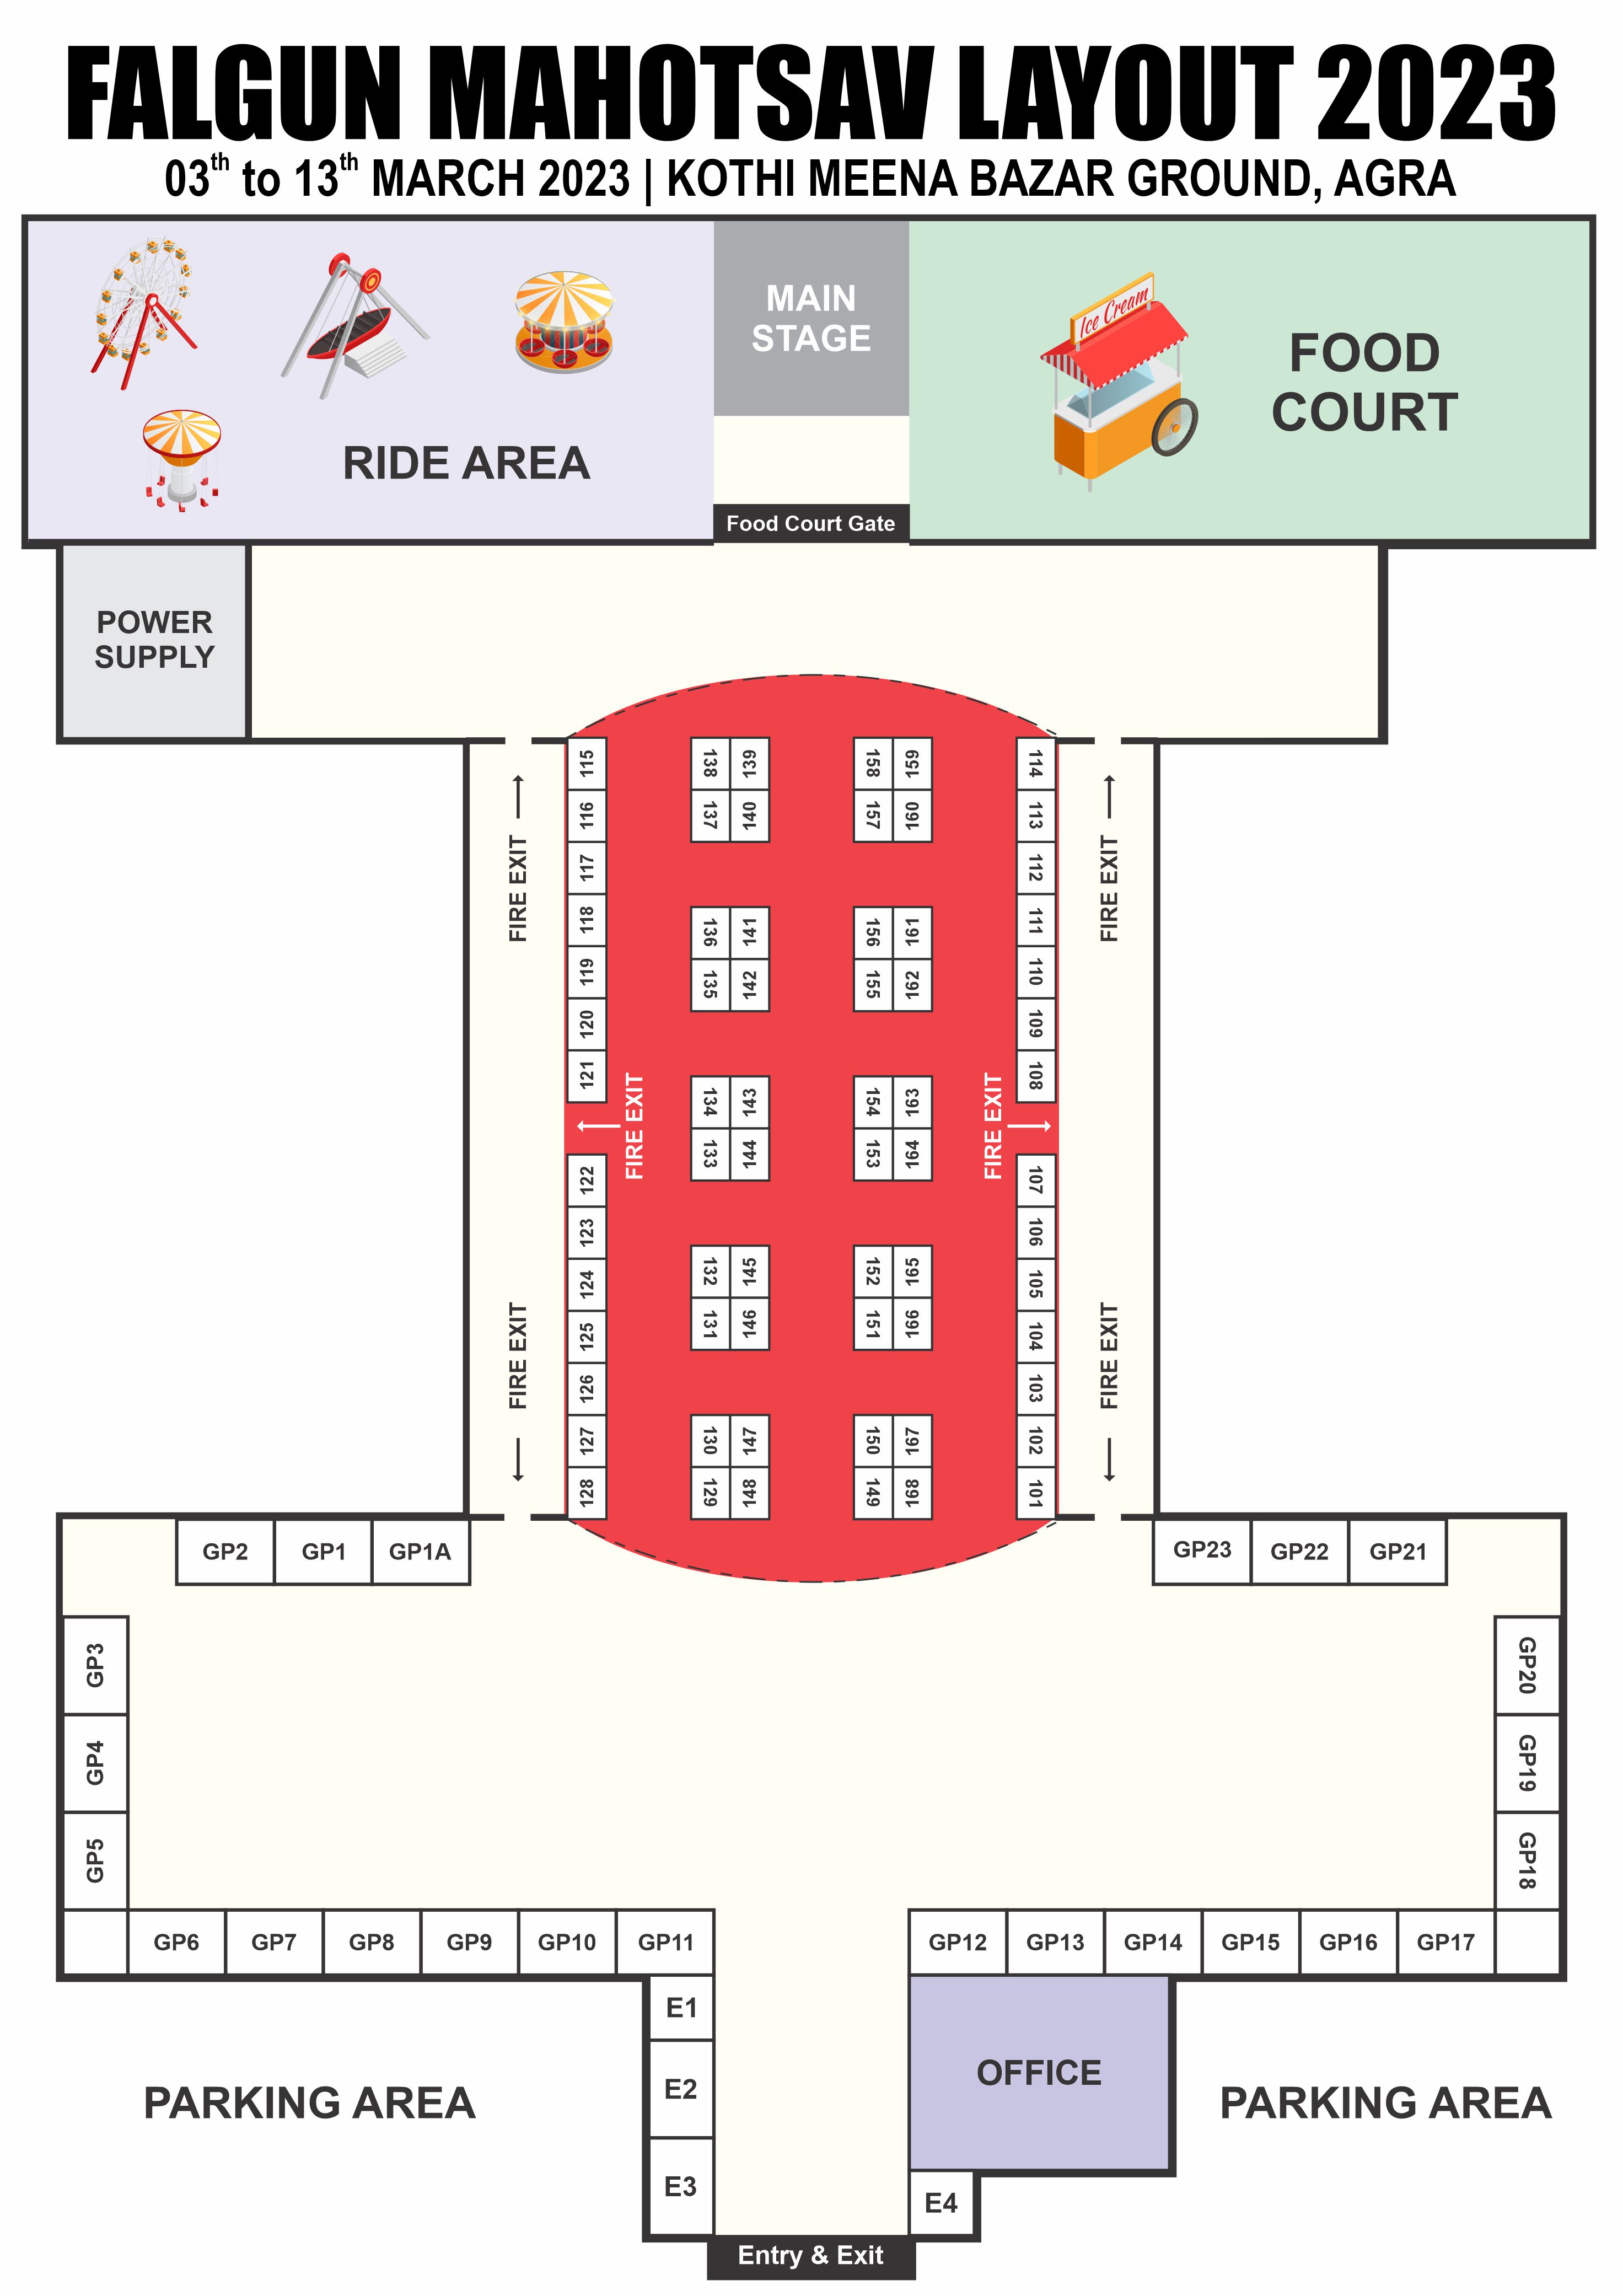 FALGUN MAHOTSAV LAYOUT 2023
03th to 13th MARCH 2023 | KOTHI MEENA BAZAR GROUND, AGRA
Ice Cream
MAIN
STAGE
FOOD
COURT
RIDE AREA
Food Court Gate
POWER
SUPPLY
115 138 139 158 159 114
116 137 140 157 160 113
FIRE EXIT
FIRE EXIT
117 112
118 136 141 156 161 111
119 135 142 155 162 110
120 109
121 134 143 154 163 108
FIRE EXIT
FIRE EXIT
133 144 153 164
122 107
123 106
124 132 145 152 165 105
125 131 146 151 166 104
FIRE EXIT
FIRE EXIT
126 103
127 130 147 150 167 102
128 129 148 149 168 101
GP2 GP1 GP1A GP23 GP22 GP21
GP3 GP20
GP4 GP19
GP5 GP18
GP6 GP7 GP8 GP9 GP10 GP11 GP12 GP13 GP14 GP15 GP16 GP17
E1
E2
OFFICE
PARKING AREA
PARKING AREA
E3
E4
Entry & Exit